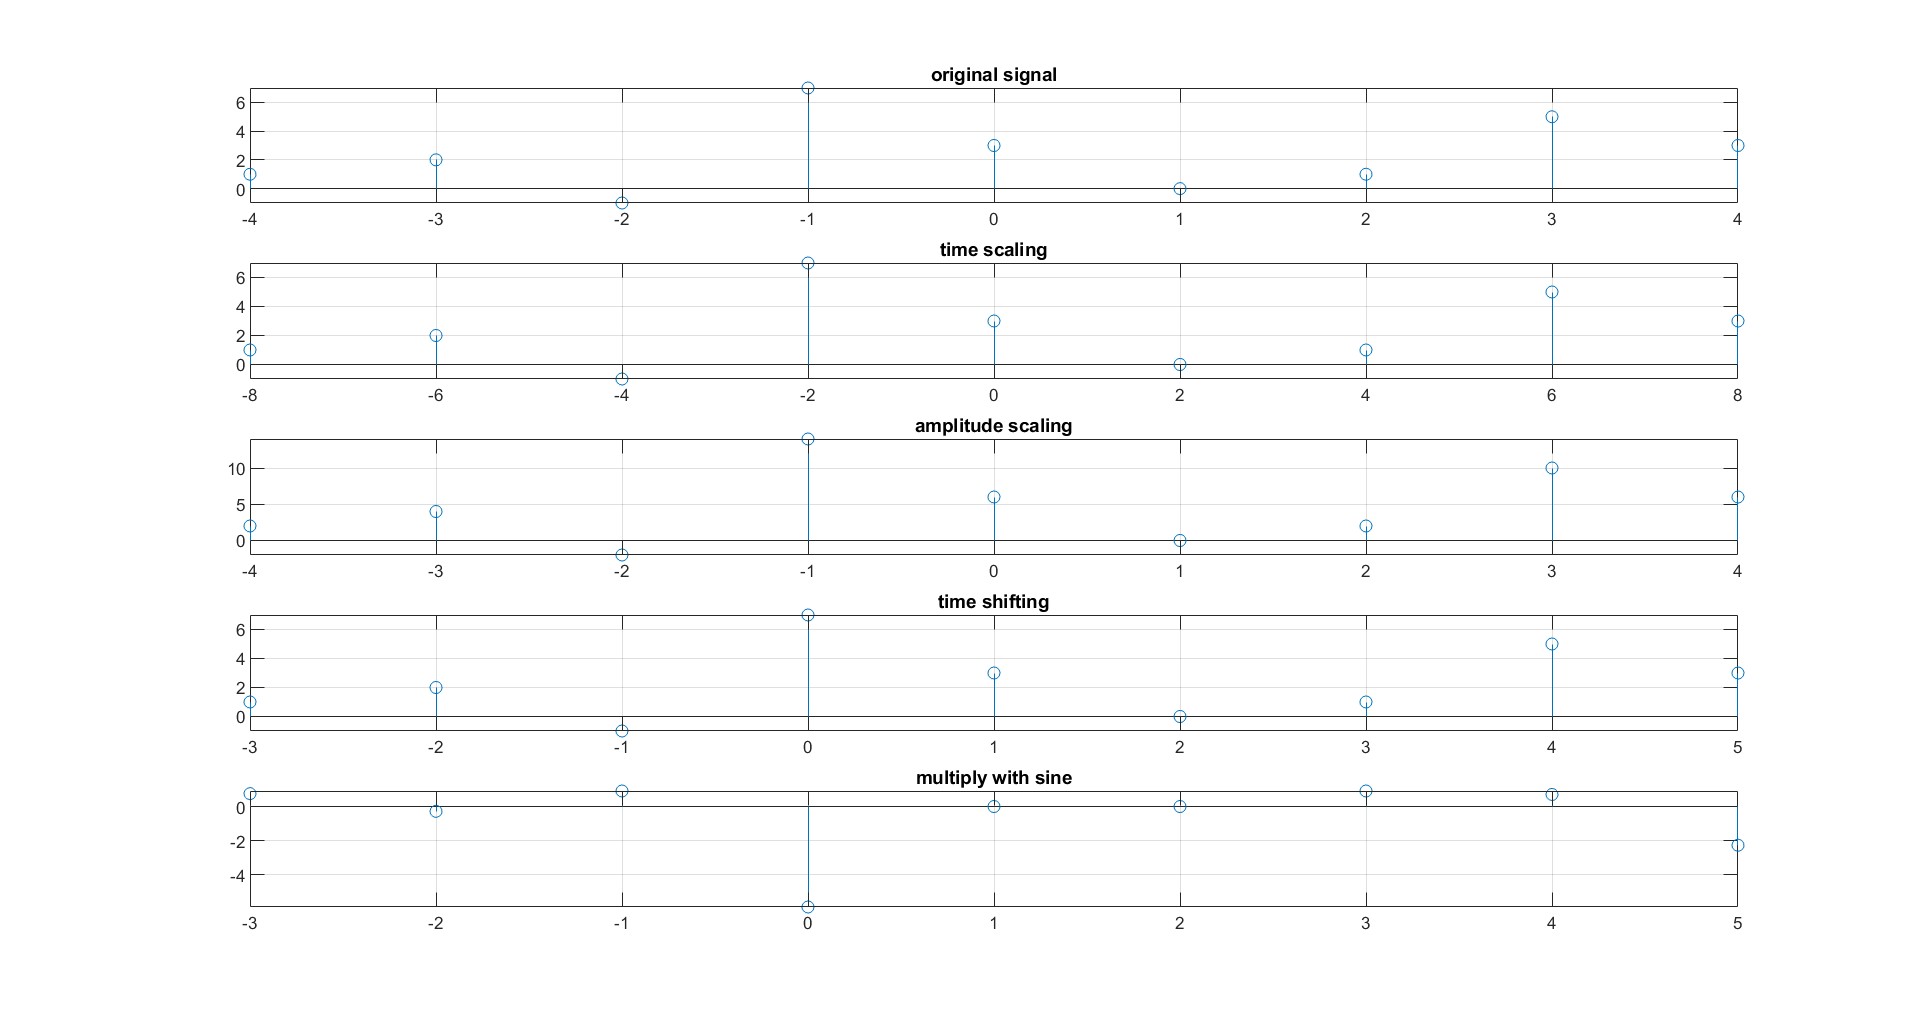 original signal
6
4
2
0
-4 -3 -2 -1 0 1 2 3 4
time scaling
6
4
2
0
-8 -6 -4 -2 0 2 4 6 8
amplitude scaling
10
5
0
-4 -3 -2 -1 0 1 2 3 4
time shifting
6
4
2
0
-3 -2 -1 0 1 2 3 4 5
multiply with sine
0
-2
-4
-3 -2 -1 0 1 2 3 4 5